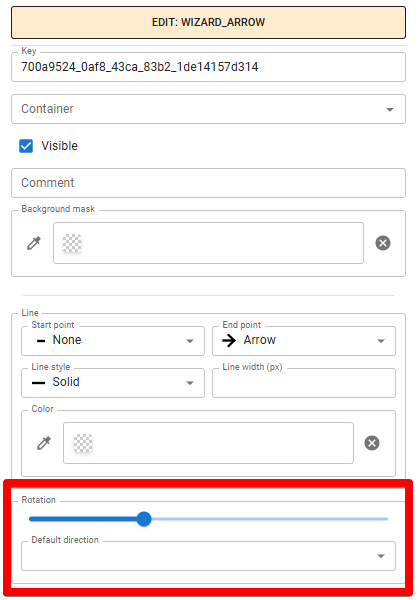 EDIT: WIZARD_ARROW
Key
700a9524_0af8_43ca_83b2_1de14157d314
Container
Visible
Comment
Background mask
Line
Start point
None
End point
Arrow
Line style
Solid
Line width (px)
Color
Rotation
Default direction